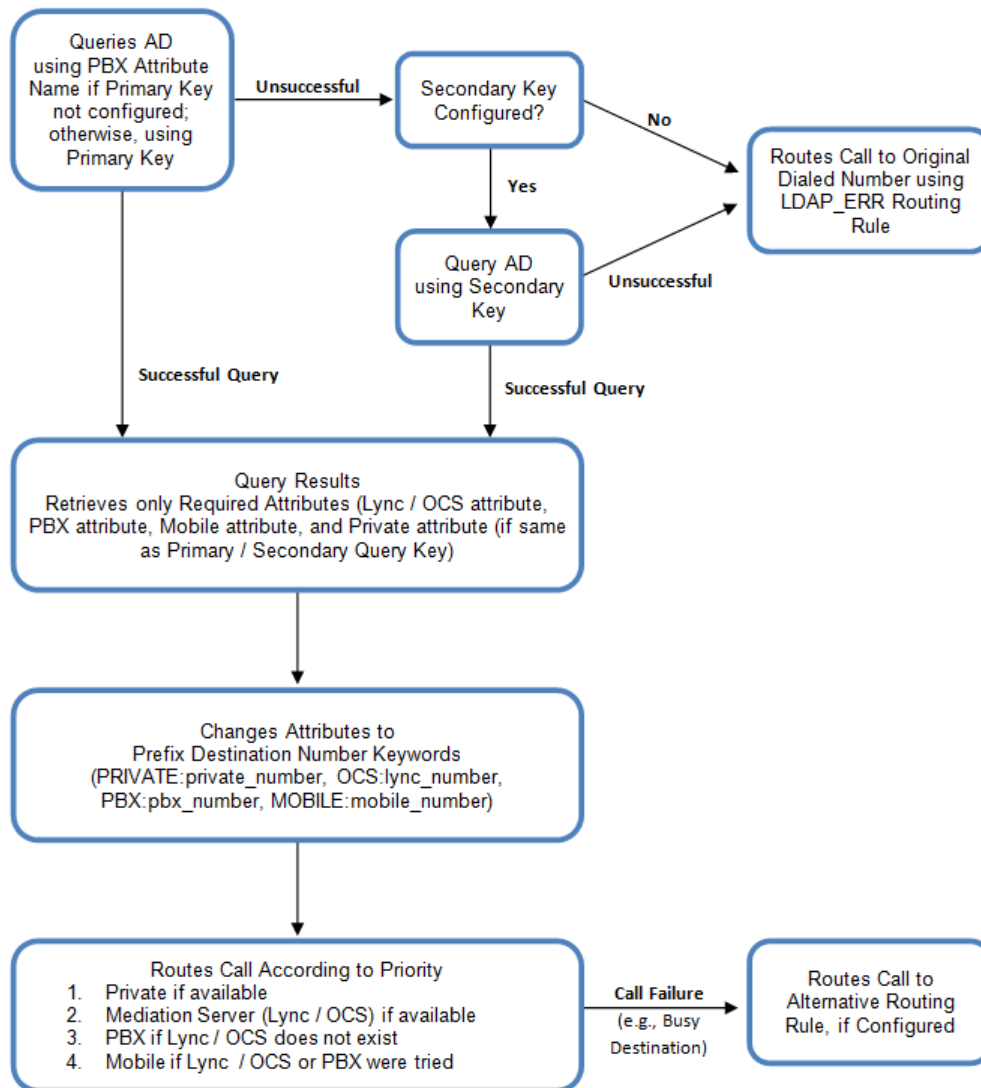 Queries AD
using PBX Attribute
Name if Primary Key
not configured;
otherwise, using
Primary Key
Unsuccessful
Secondary Key
Configured?
No
Routes Call to Original
Dialed Number using
LDAP_ERR Routing
Rule
Yes
Query AD
using Secondary
Key
Unsuccessful
Successful Query
Successful Query
Query Results
Retrieves only Required Attributes (Lync / OCS attribute,
PBX attribute, Mobile attribute, and Private attribute (if same
as Primary / Secondary Query Key)
Changes Attributes to
Prefix Destination Number Keywords
(PRIVATE:private_number, OCS:lync_number,
PBX:pbx_number, MOBILE:mobile_number)
Routes Call According to Priority
1. Private if available
2. Mediation Server (Lync / OCS) if available
3. PBX if Lync / OCS does not exist
4. Mobile if Lync / OCS or PBX were tried
Call Failure
(e.g., Busy
Destination)
Routes Call to
Alternative Routing
Rule, if Configured